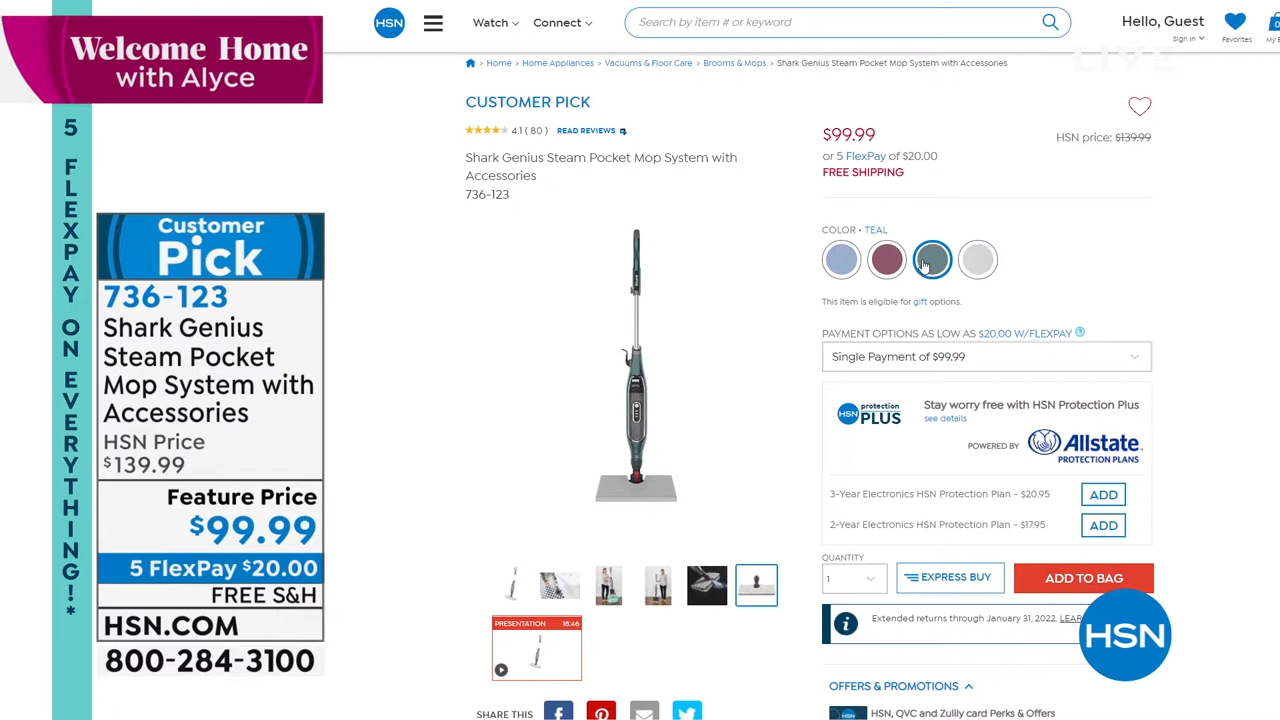 Welcome Home
with Alyce
5 FLEXPAY ON EVERYTHING!*
Customer
Pick
736-123
Shark Genius
Steam Pocket
Mop System with
Accessories
HSN Price
$139.99
Feature Price
$99.99
5 FlexPay $20.00
FREE S&H
HSN.COM
800-284-3100
HSN
Watch
Connect
Search by item # or keyword
Hello, Guest
Sign In
Favorites
My B
0
LIVE
Home
Home Appliances
Vacuums & Floor Care
Brooms & Mops
Shark Genius Steam Pocket Mop System with Accessories
CUSTOMER PICK
4.1 ( 80 ) READ REVIEWS
Shark Genius Steam Pocket Mop System with
Accessories
736-123
$99.99
HSN price: $139.99
or 5 FlexPay of $20.00
FREE SHIPPING
COLOR • TEAL
This item is eligible for gift options.
PAYMENT OPTIONS AS LOW AS $20.00 W/FLEXPAY ?
Single Payment of $99.99
HSN protection PLUS
Stay worry free with HSN Protection Plus
see details
POWERED BY Allstate
PROTECTION PLANS
3-Year Electronics HSN Protection Plan - $20.95 ADD
2-Year Electronics HSN Protection Plan - $17.95 ADD
QUANTITY
1
EXPRESS BUY
ADD TO BAG
Extended returns through January 31, 2022. LEAR
HSN
PRESENTATION 18:46
OFFERS & PROMOTIONS
HSN, QVC and Zulily card Perks & Offers
SHARE THIS